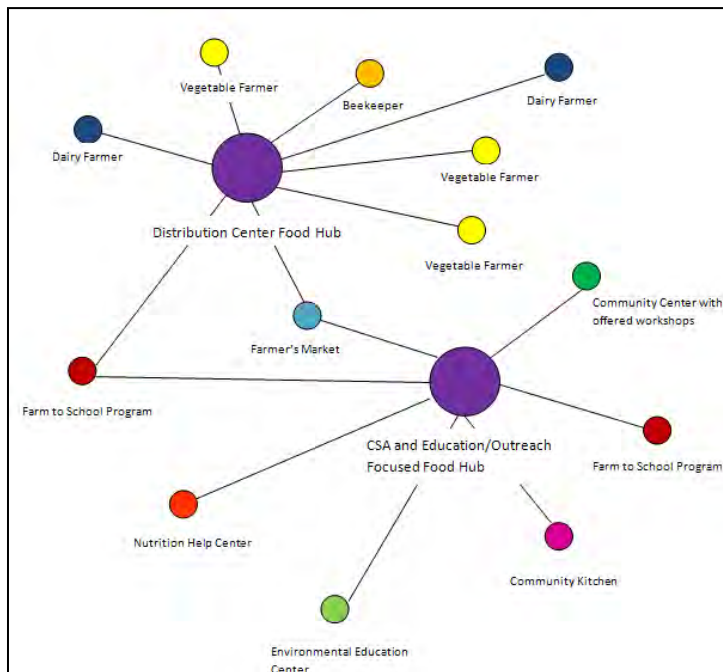 Vegetable Farmer
Beekeeper
Dairy Farmer
Dairy Farmer
Vegetable Farmer
Distribution Center Food Hub
Vegetable Farmer
Community Center with
offered workshops
Farmer's Market
Farm to School Program
CSA and Education/Outreach
Focused Food Hub
Farm to School Program
Nutrition Help Center
Community Kitchen
Environmental Education
Center